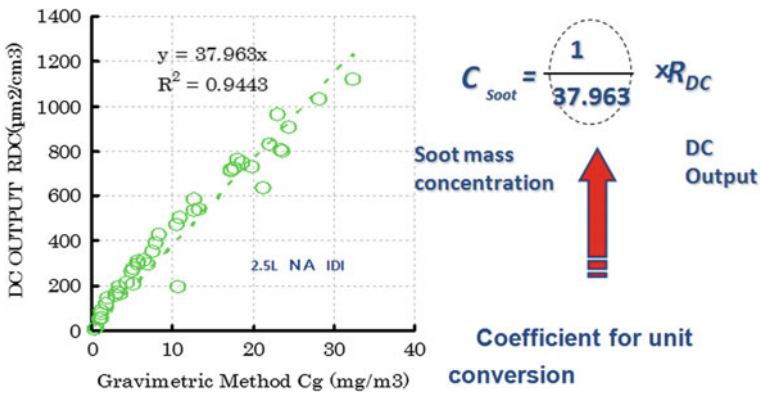 1400
1200
1000
800
600
400
200
0
DC OUTPUT RDC(µm2/cm3)
y = 37.963x
R² = 0.9443
2.5L NA IDI
0 10 20 30 40
Gravimetric Method Cg (mg/m3)
C Soot = 1/37.963 ×R DC
Soot mass
concentration
DC
Output
Coefficient for unit
conversion